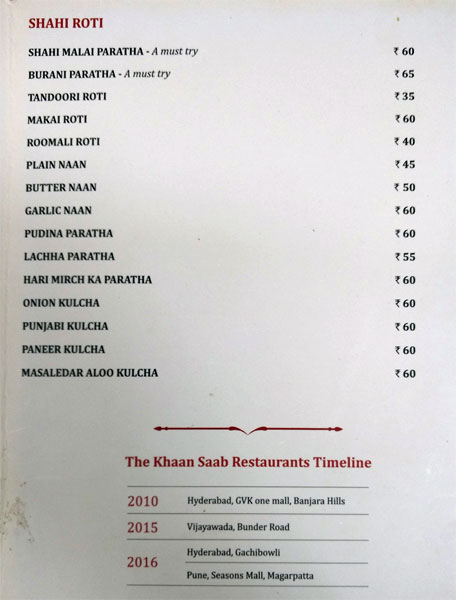 SHAHI ROTI
SHAHI MALAI PARATHA - A must try ₹ 60
BURANI PARATHA - A must try ₹ 65
TANDOORI ROTI ₹ 35
MAKAI ROTI ₹ 60
ROOMALI ROTI ₹ 40
PLAIN NAAN ₹ 45
BUTTER NAAN ₹ 50
GARLIC NAAN ₹ 60
PUDINA PARATHA ₹ 60
LACHHA PARATHA ₹ 55
HARI MIRCH KA PARATHA ₹ 60
ONION KULCHA ₹ 60
PUNJABI KULCHA ₹ 60
PANEER KULCHA ₹ 60
MASALEDAR ALOO KULCHA ₹ 60
The Khaan Saab Restaurants Timeline
2010 Hyderabad, GVK one mall, Banjara Hills
2015 Vijayawada, Bunder Road
2016 Hyderabad, Gachibowli
Pune, Seasons Mall, Magarpatta